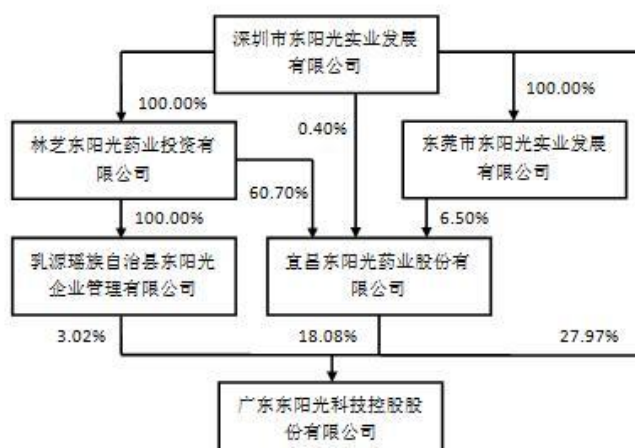 深圳市东阳光实业发展
有限公司
100.00%
0.40%
100.00%
林芝东阳光药业投资有
限公司
东莞市东阳光实业发展
有限公司
60.70%
100.00%
6.50%
乳源瑶族自治县东阳光
企业管理有限公司
宜昌东阳光药业股份有
限公司
3.02%
18.08%
27.97%
广东东阳光科技控股股
份有限公司